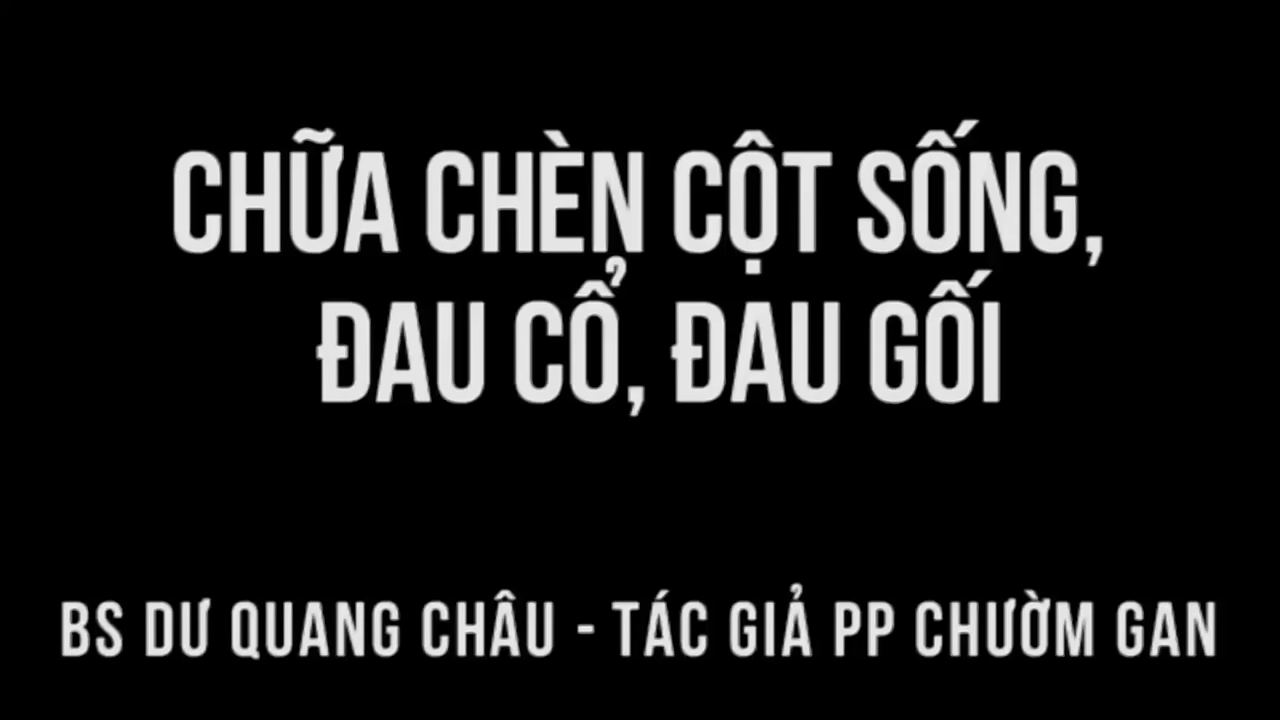 CHỮA CHÈN CỘT SỐNG,
ĐAU CỔ, ĐAU GỐI
BS DƯ QUANG CHÂU - TÁC GIẢ PP CHƯỜM GAN